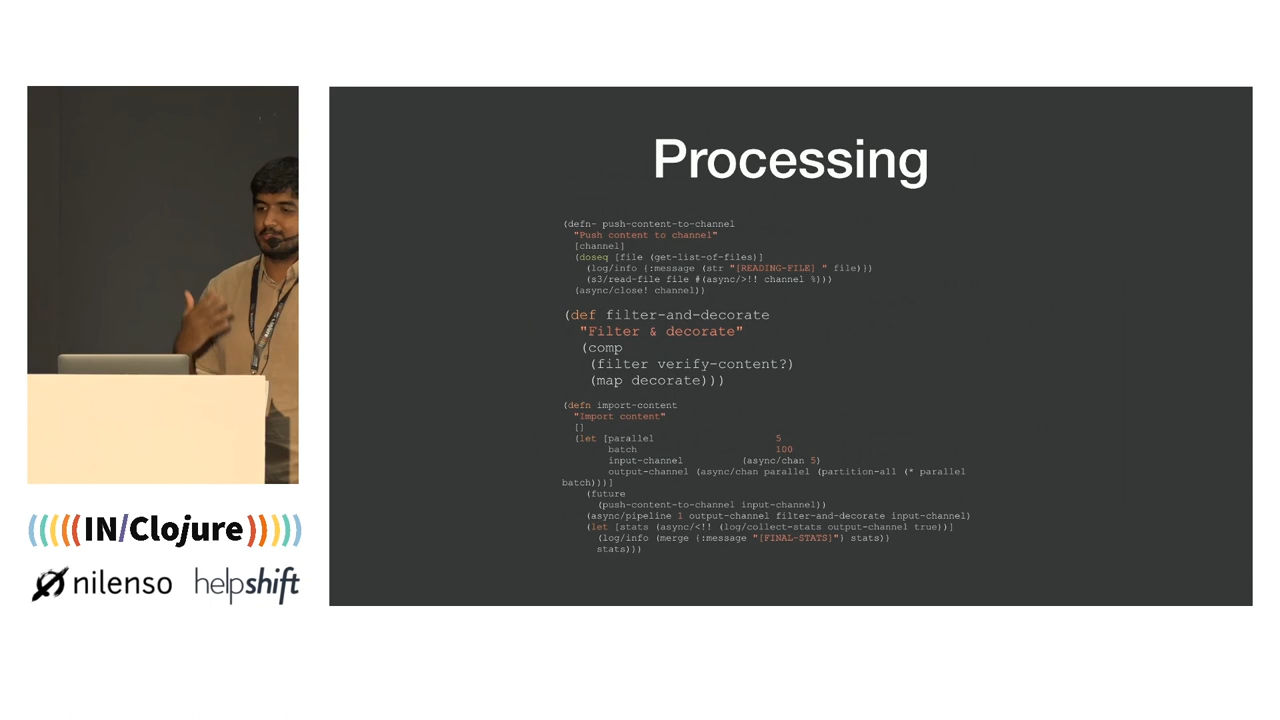 Processing
(defn- push-content-to-channel
"Push content to channel"
[channel]
(doseq [file (get-list-of-files)]
(log/info {:message (str "[READING-FILE] " file)})
(s3/read-file file #(async/>!! channel %)))
(async/close! channel))
(def filter-and-decorate
"Filter & decorate"
(comp
(filter verify-content?)
(map decorate)))
(defn import-content
"Import content"
[]
(let [parallel 5
batch 100
input-channel (async/chan 5)
output-channel (async/chan parallel (partition-all (* parallel
batch)))]
(future
(push-content-to-channel input-channel))
(async/pipeline 1 output-channel filter-and-decorate input-channel)
(let [stats (async/<!! (log/collect-stats output-channel true))]
(log/info (merge {:message "[FINAL-STATS]"} stats))
stats)))
(((((IN/Clojure)))))
nilenso helpshift